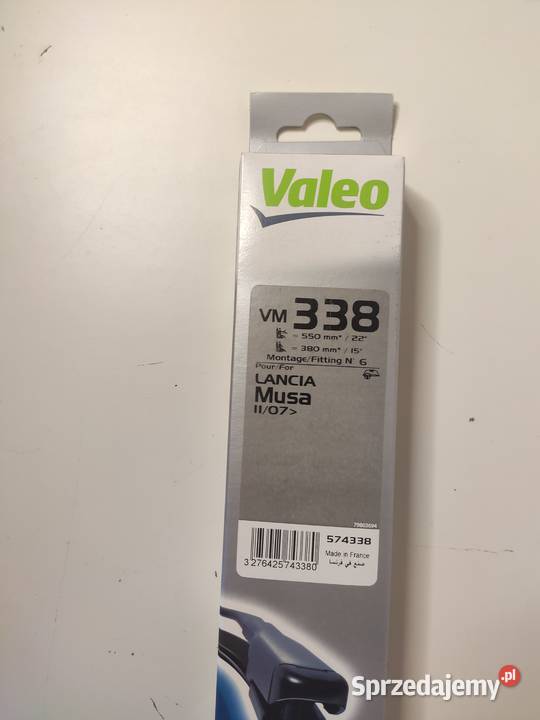 Valeo
VM 338
= 550 mm* / 22"
= 380 mm* / 15"
Montage/Fitting N° 6
Pour/For
LANCIA
Musa
11/07>
79803694
574338
3 276425 743380
Made in France
صنع في فرنسا
Sprzedajemy.pl